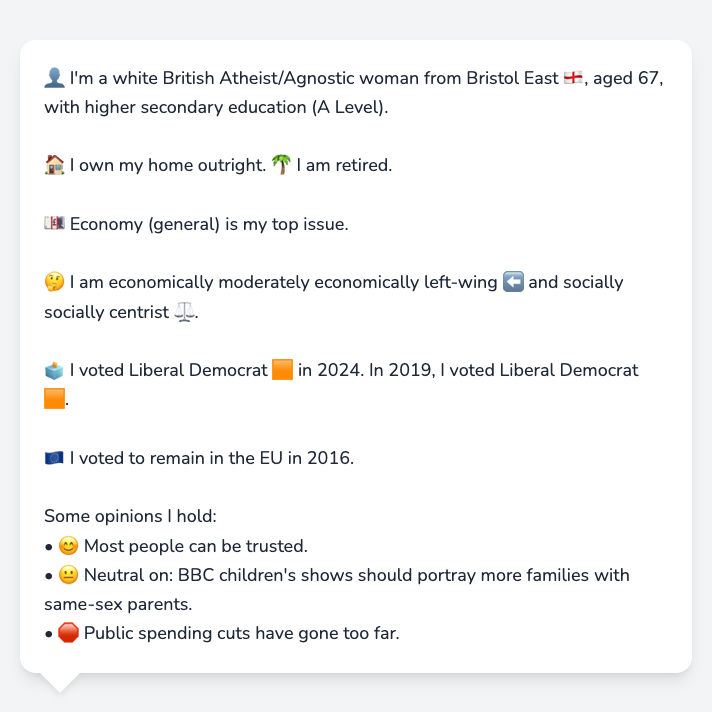 👤 I'm a white British Atheist/Agnostic woman from Bristol East 🏴󠁧󠁢󠁥󠁮󠁧󠁿, aged 67,
with higher secondary education (A Level).
🏠 I own my home outright. 🌴 I am retired.
💷 Economy (general) is my top issue.
🤔 I am economically moderately economically left-wing ⬅️ and socially
socially centrist ⚖️.
🗳️ I voted Liberal Democrat 🟧 in 2024. In 2019, I voted Liberal Democrat
🟧.
🇪🇺 I voted to remain in the EU in 2016.
Some opinions I hold:
• 😊 Most people can be trusted.
• 😐 Neutral on: BBC children's shows should portray more families with
same-sex parents.
• 🛑 Public spending cuts have gone too far.